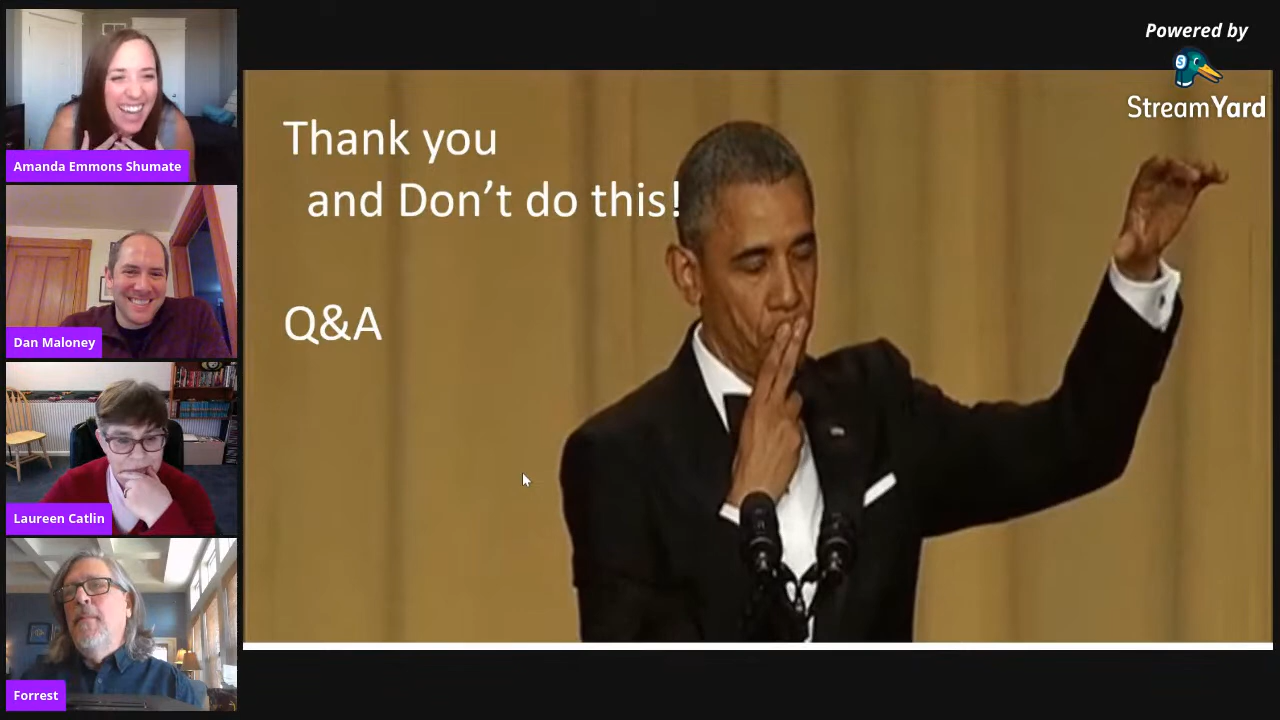 Amanda Emmons Shumate
Dan Maloney
Laureen Catlin
Forrest
Thank you
and Don’t do this!
Q&A
Powered by
StreamYard